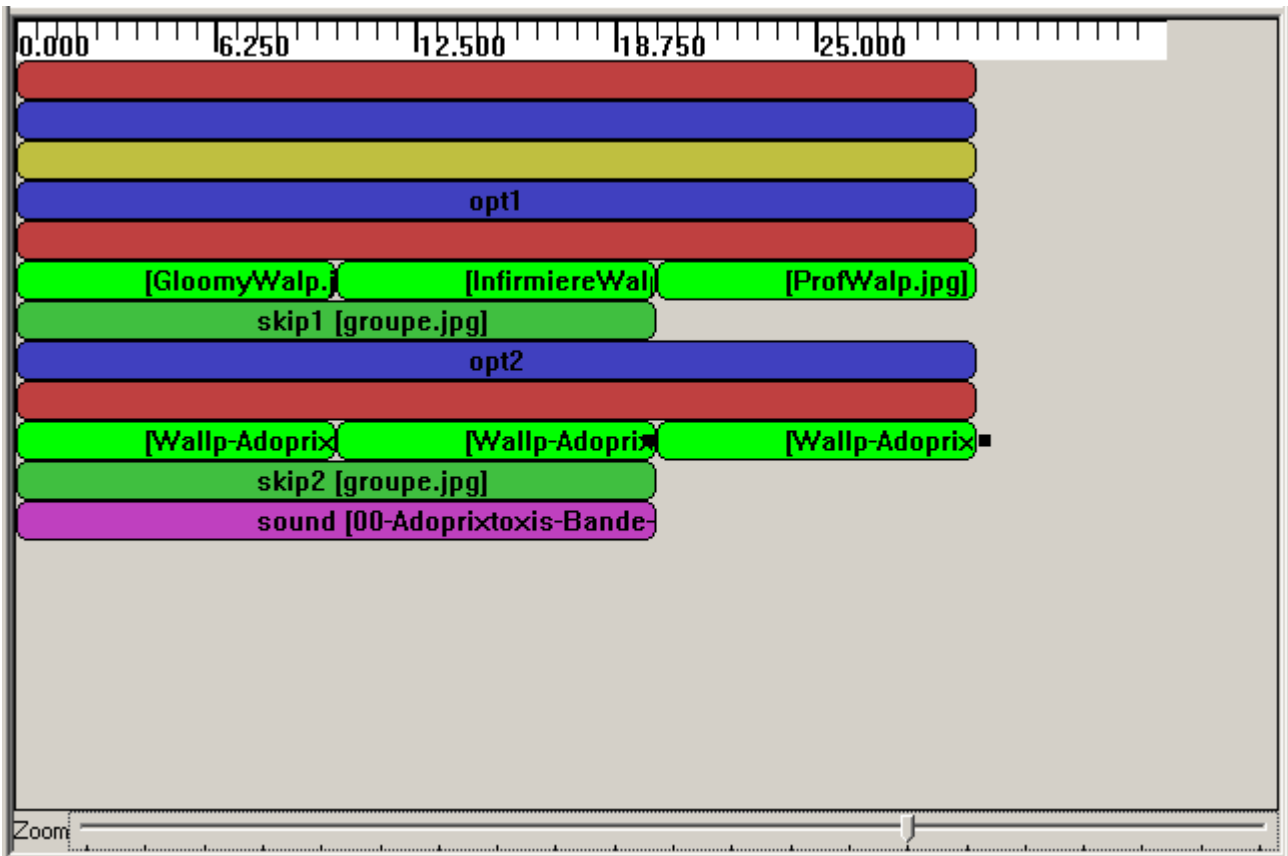 0.000 6.250 12.500 18.750 25.000
opt1
[GloomyWalp.j [InfirmiereWalp [ProfWalp.jpg]
skip1 [groupe.jpg]
opt2
[Wallp-Adoprix [Wallp-Adoprix [Wallp-Adoprix
skip2 [groupe.jpg]
sound [00-Adoprixtoxis-Bande-
Zoom